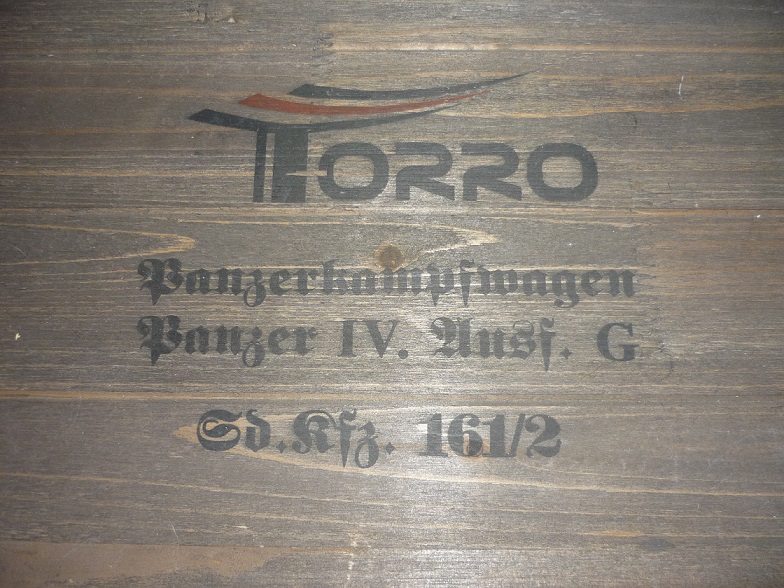 TORRO
Panzerkampfwagen
Panzer IV. Ausf. G
Sd.Kfz. 161/2